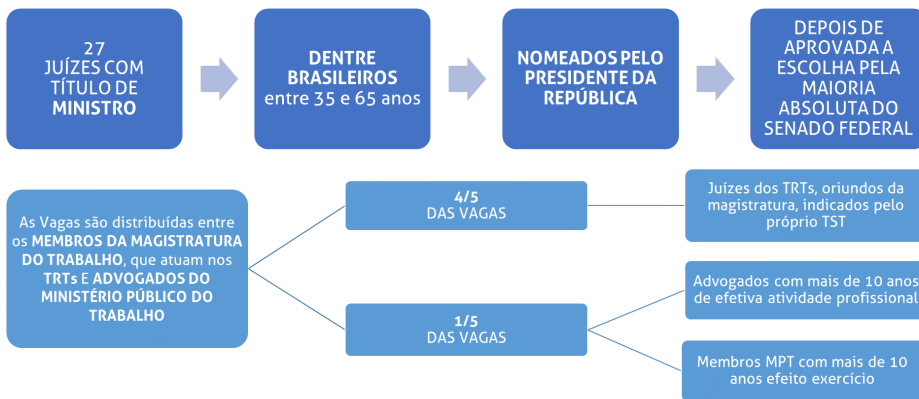 27
JUÍZES COM
TÍTULO DE
MINISTRO
DENTRE
BRASILEIROS
entre 35 e 65 anos
NOMEADOS PELO
PRESIDENTE DA
REPÚBLICA
DEPOIS DE
APROVADA A
ESCOLHA PELA
MAIORIA
ABSOLUTA DO
SENADO FEDERAL
As Vagas são distribuídas entre
os MEMBROS DA MAGISTRATURA
DO TRABALHO, que atuam nos
TRTs E ADVOGADOS DO
MINISTÉRIO PÚBLICO DO
TRABALHO
4/5
DAS VAGAS
Juízes dos TRTs, oriundos da
magistratura, indicados pelo
próprio TST
1/5
DAS VAGAS
Advogados com mais de 10 anos
de efetiva atividade profissional
Membros MPT com mais de 10
anos efeito exercício